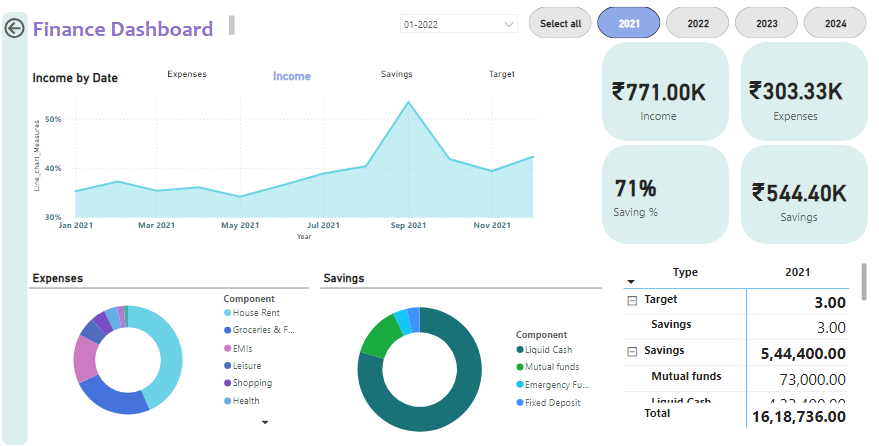 Finance Dashboard
01-2022
Select all
2021
2022
2023
2024
Income by Date
Expenses
Income
Savings
Target
Line_chart_Measures
50%
40%
30%
Jan 2021
Mar 2021
May 2021
Jul 2021
Sep 2021
Nov 2021
Year
₹771.00K
Income
₹303.33K
Expenses
71%
Saving %
₹544.40K
Savings
Expenses
Component
House Rent
Groceries & F...
EMIs
Leisure
Shopping
Health
Savings
Component
Liquid Cash
Mutual funds
Emergency Fu...
Fixed Deposit
Type 2021
Target 3.00
Savings 3.00
Savings 5,44,400.00
Mutual funds 73,000.00
Liquid Cash
Total 16,18,736.00